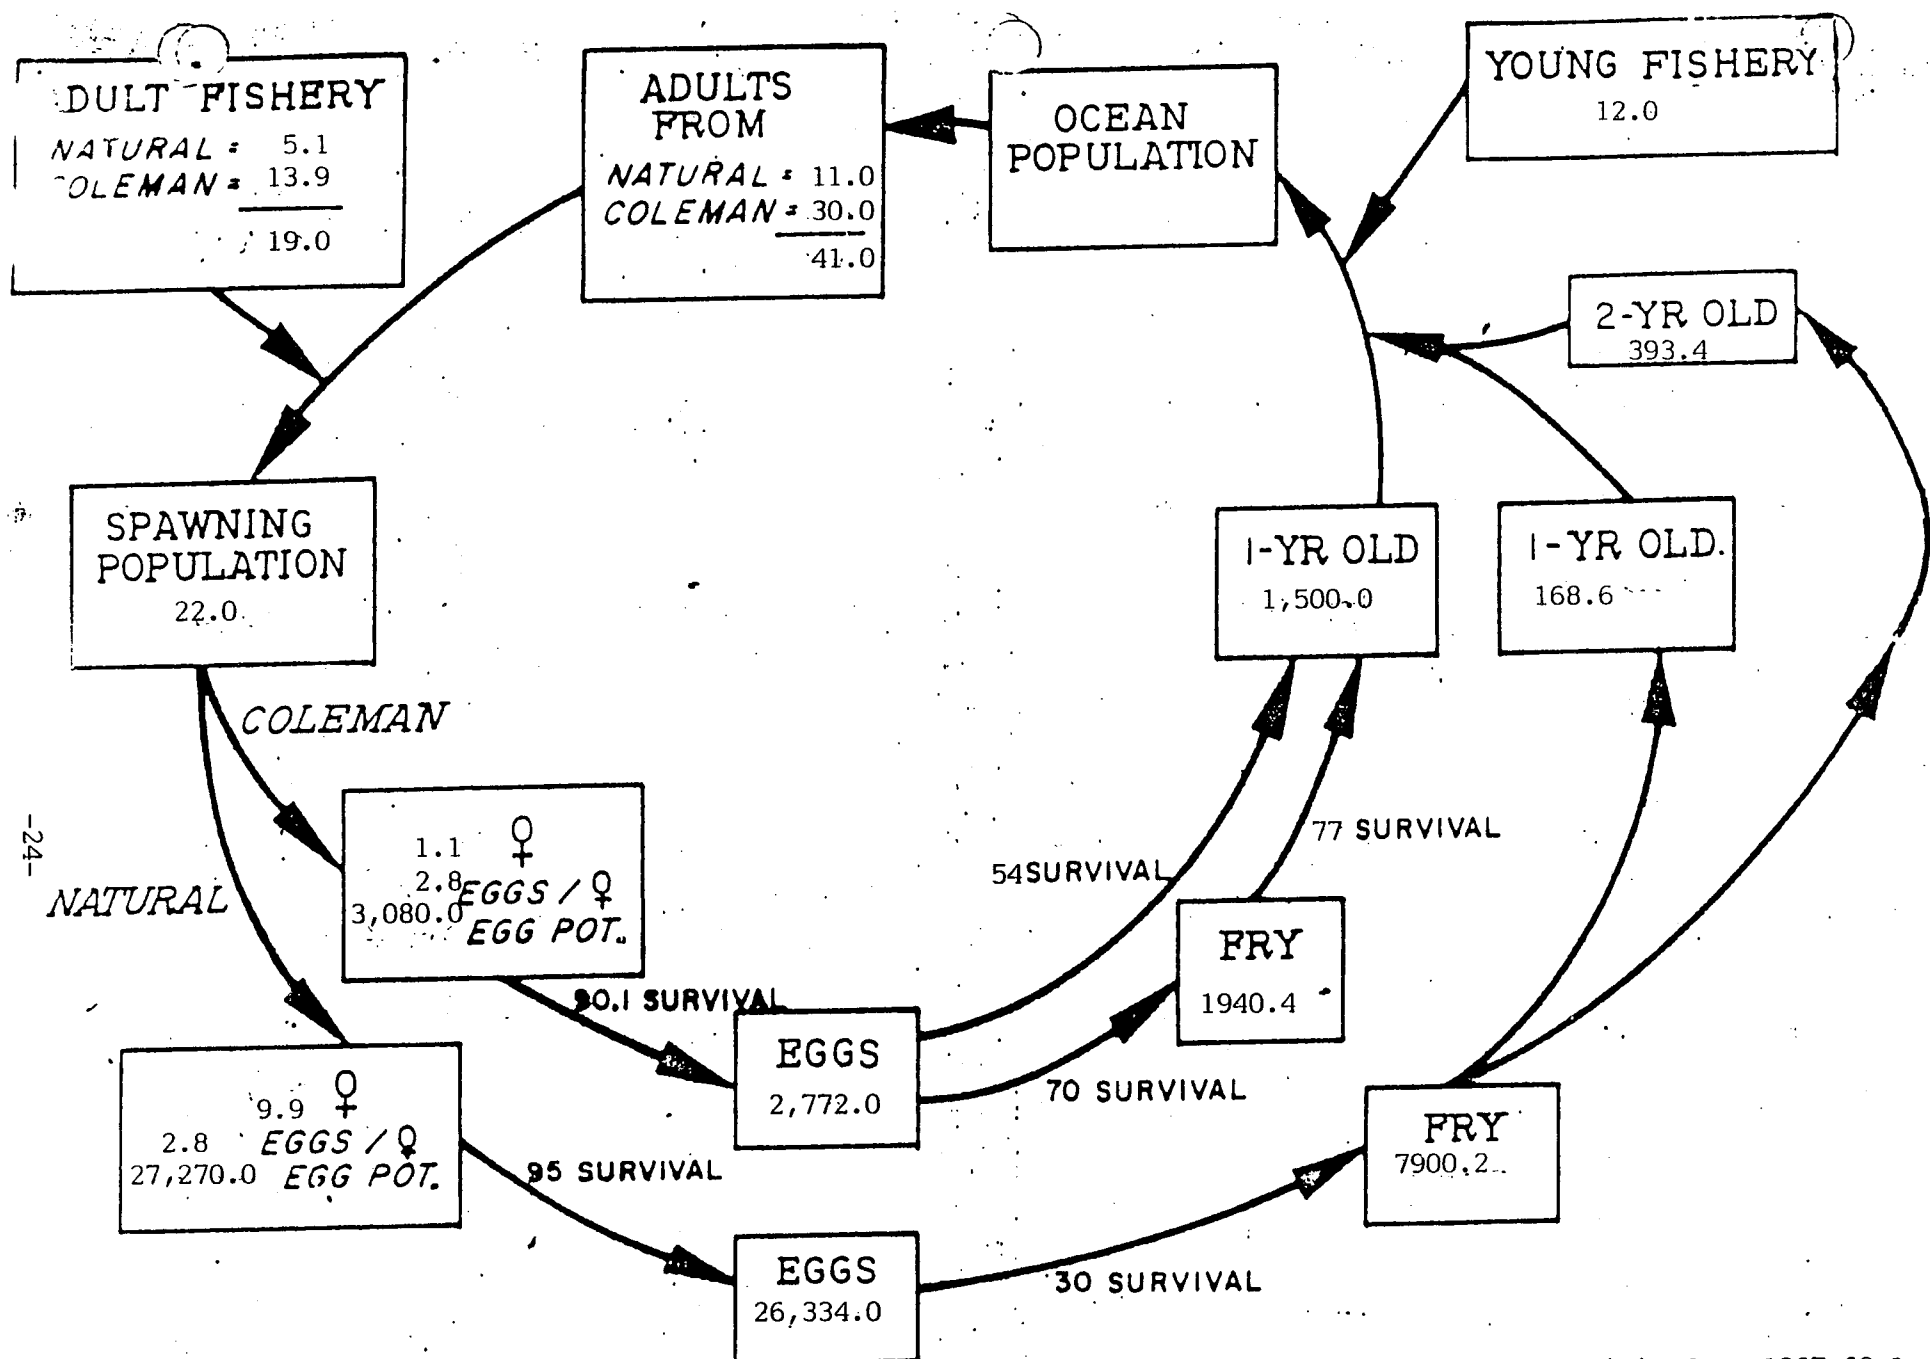 DULT FISHERY
NATURAL = 5.1
OLEMAN = 13.9
19.0
ADULTS
FROM
NATURAL = 11.0
COLEMAN = 30.0
41.0
OCEAN
POPULATION
YOUNG FISHERY
12.0
2-YR OLD
393.4
SPAWNING
POPULATION
22.0
1-YR OLD
1,500.0
1-YR OLD.
168.6
COLEMAN
NATURAL
-24-
1.1 ♀
2.8 EGGS / ♀
3,080.0 EGG POT.
90.1 SURVIVAL
54 SURVIVAL
77 SURVIVAL
FRY
1940.4
EGGS
2,772.0
70 SURVIVAL
9.9 ♀
2.8 EGGS / ♀
27,270.0 EGG POT.
95 SURVIVAL
FRY
7900.2
EGGS
26,334.0
30 SURVIVAL